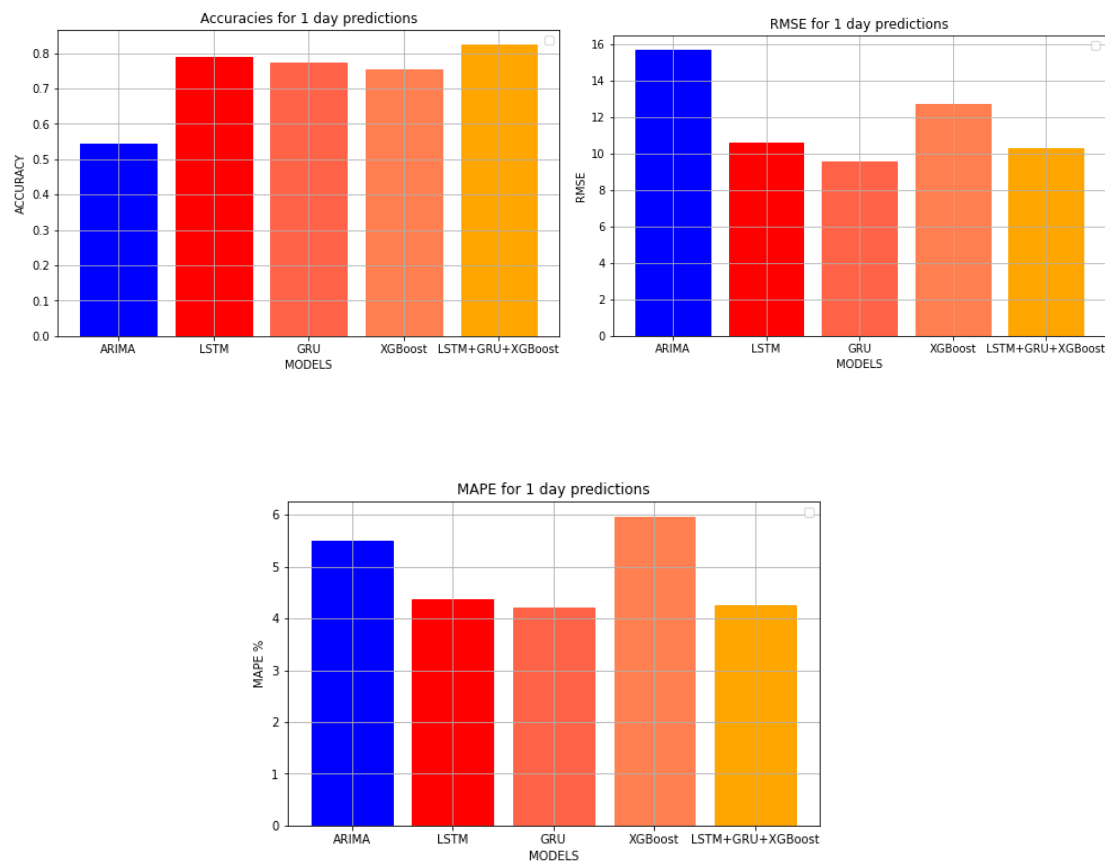 Accuracies for 1 day predictions
0.8
0.7
0.6
0.5
0.4
0.3
0.2
0.1
0.0
ACCURACY
ARIMA LSTM GRU XGBoost LSTM+GRU+XGBoost
MODELS
RMSE for 1 day predictions
16
14
12
10
8
6
4
2
0
RMSE
ARIMA LSTM GRU XGBoost LSTM+GRU+XGBoost
MODELS
MAPE for 1 day predictions
6
5
4
3
2
1
0
MAPE %
ARIMA LSTM GRU XGBoost LSTM+GRU+XGBoost
MODELS